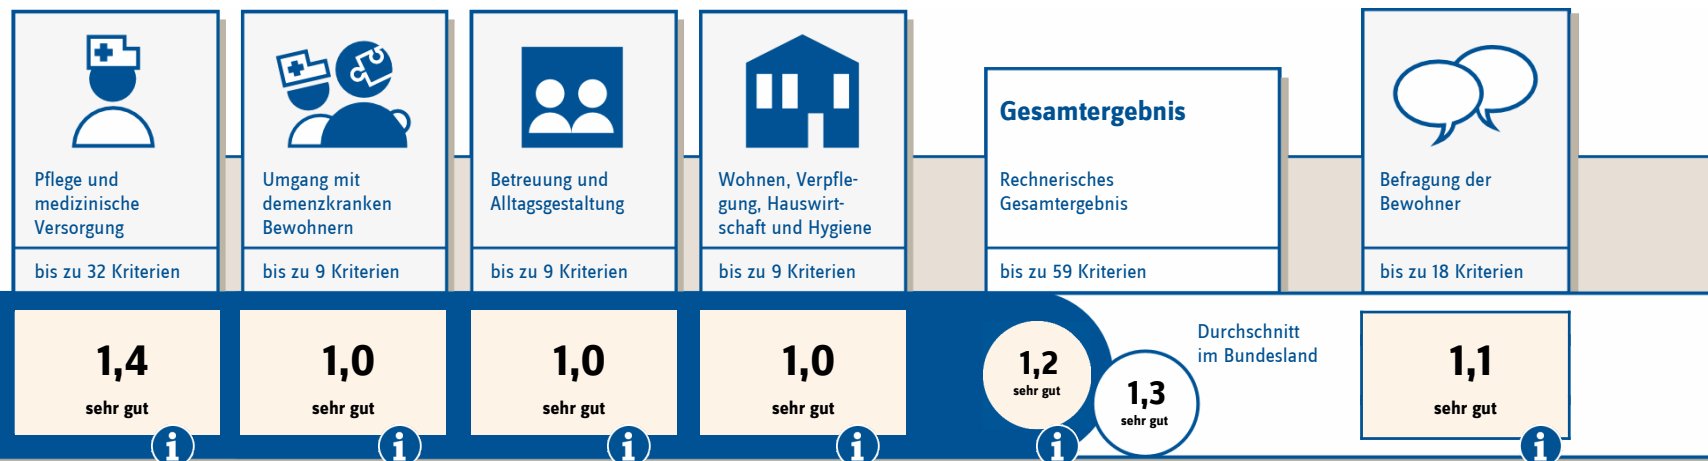 Pflege und
medizinische
Versorgung
bis zu 32 Kriterien
1,4
sehr gut
Umgang mit
demenzkranken
Bewohnern
bis zu 9 Kriterien
1,0
sehr gut
Betreuung und
Alltagsgestaltung
bis zu 9 Kriterien
1,0
sehr gut
Wohnen, Verpfle-
gung, Hauswirt-
schaft und Hygiene
bis zu 9 Kriterien
1,0
sehr gut
Gesamtergebnis
Rechnerisches
Gesamtergebnis
bis zu 59 Kriterien
1,2
sehr gut
Durchschnitt
im Bundesland
1,3
sehr gut
Befragung der
Bewohner
bis zu 18 Kriterien
1,1
sehr gut